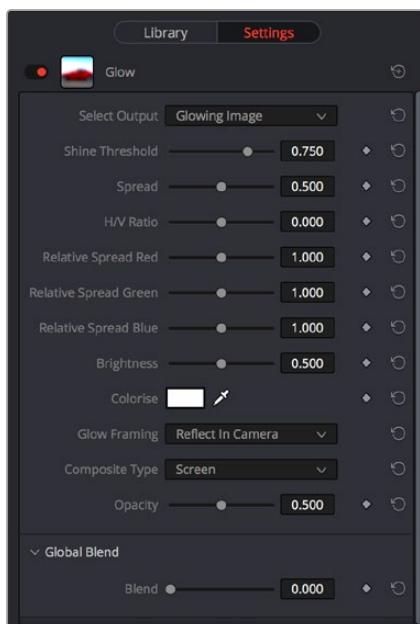 Library Settings
Glow
Select Output Glowing Image
Shine Threshold 0.750
Spread 0.500
H/V Ratio 0.000
Relative Spread Red 1.000
Relative Spread Green 1.000
Relative Spread Blue 1.000
Brightness 0.500
Colorise
Glow Framing Reflect In Camera
Composite Type Screen
Opacity 0.500
Global Blend
Blend 0.000